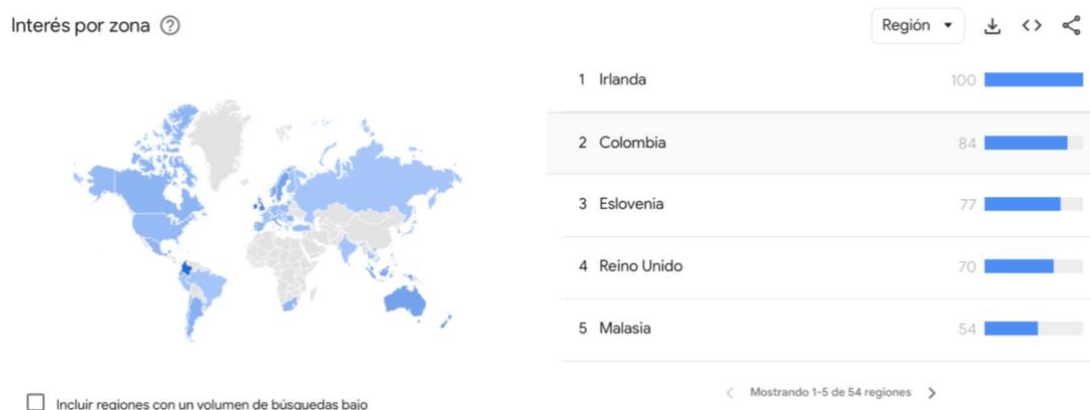 Interés por zona
Región
1 Irlanda 100
2 Colombia 84
3 Eslovenia 77
4 Reino Unido 70
5 Malasia 54
Incluir regiones con un volumen de búsquedas bajo
Mostrando 1-5 de 54 regiones